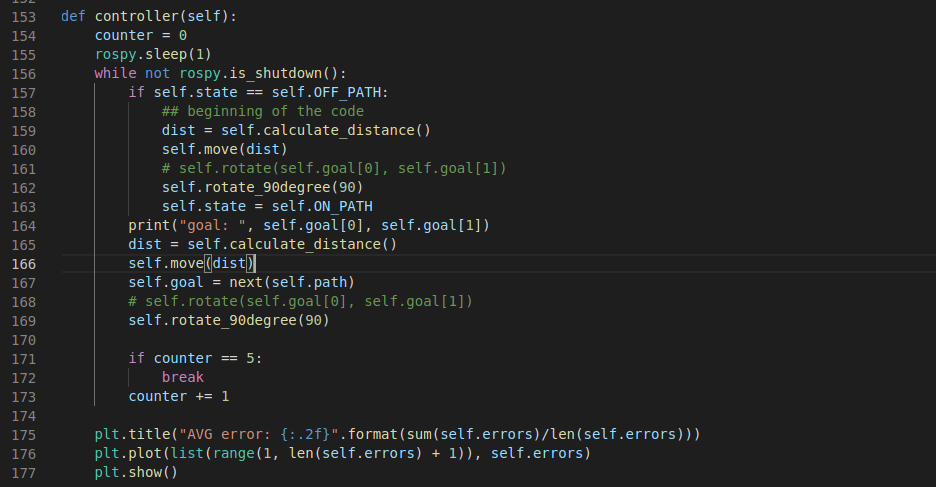 152
153 def controller(self):
154     counter = 0
155     rospy.sleep(1)
156     while not rospy.is_shutdown():
157         if self.state == self.OFF_PATH:
158             ## beginning of the code
159             dist = self.calculate_distance()
160             self.move(dist)
161             # self.rotate(self.goal[0], self.goal[1])
162             self.rotate_90degree(90)
163             self.state = self.ON_PATH
164         print("goal: ", self.goal[0], self.goal[1])
165         dist = self.calculate_distance()
166         self.move(dist)
167         self.goal = next(self.path)
168         # self.rotate(self.goal[0], self.goal[1])
169         self.rotate_90degree(90)
170
171         if counter == 5:
172             break
173         counter += 1
174
175     plt.title("AVG error: {:.2f}".format(sum(self.errors)/len(self.errors)))
176     plt.plot(list(range(1, len(self.errors) + 1)), self.errors)
177     plt.show()